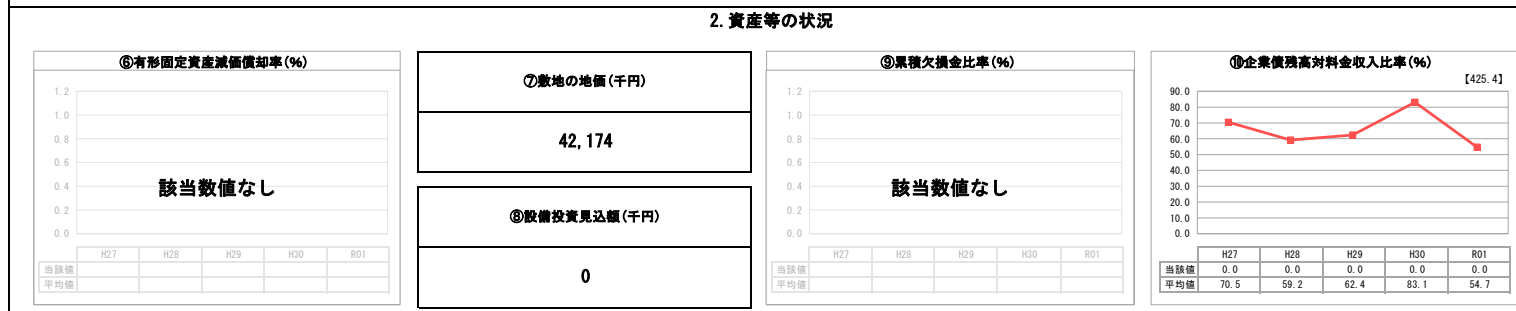 2.資産等の状況
⑥有形固定資産減価償却率(%)
1.2
1.0
0.8
0.6
0.4
0.2
0.0
該当数値なし
H27 H28 H29 H30 R01
当該値
平均値
⑦敷地の地価(千円)
42,174
⑧設備投資見込額(千円)
0
⑨累積欠損金比率(%)
1.2
1.0
0.8
0.6
0.4
0.2
0.0
該当数値なし
H27 H28 H29 H30 R01
当該値
平均値
⑩企業債残高対料金収入比率(%)
【425.4】
90.0
80.0
70.0
60.0
50.0
40.0
30.0
20.0
10.0
0.0
H27 H28 H29 H30 R01
当該値 0.0 0.0 0.0 0.0 0.0
平均値 70.5 59.2 62.4 83.1 54.7